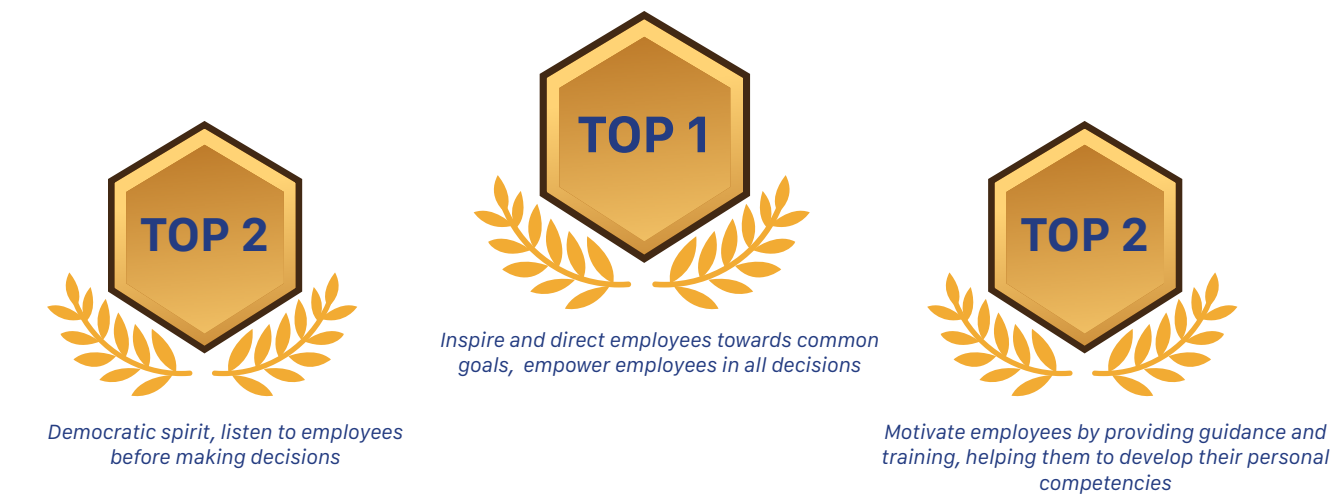 TOP 1
Inspire and direct employees towards common
goals,  empower employees in all decisions
TOP 2
Democratic spirit, listen to employees
before making decisions
TOP 2
Motivate employees by providing guidance and
training, helping them to develop their personal
competencies